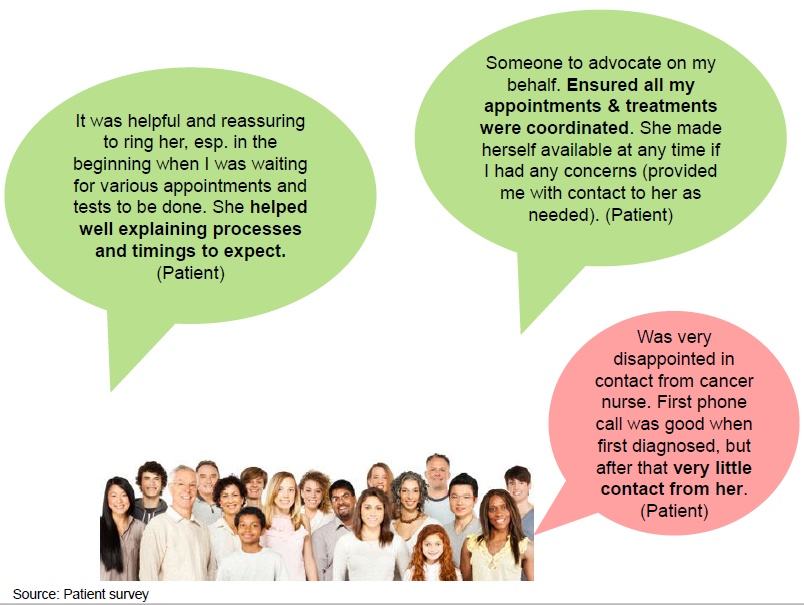 It was helpful and reassuring
to ring her, esp. in the
beginning when I was waiting
for various appointments and
tests to be done. She helped
well explaining processes
and timings to expect.
(Patient)
Someone to advocate on my
behalf. Ensured all my
appointments & treatments
were coordinated. She made
herself available at any time if
I had any concerns (provided
me with contact to her as
needed). (Patient)
Was very
disappointed in
contact from cancer
nurse. First phone
call was good when
first diagnosed, but
after that very little
contact from her.
(Patient)
Source: Patient survey